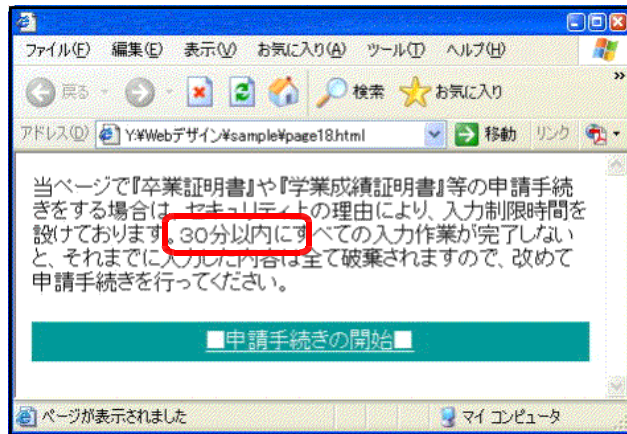 ファイル(F) 編集(E) 表示(V) お気に入り(A) ツール(T) ヘルプ(H)
戻る 検索 お気に入り »
アドレス(D) Y:¥Webデザイン¥sample¥page18.html 移動 リンク
当ページで『卒業証明書』や『学業成績証明書』等の申請手続
きをする場合は、セキュリティ上の理由により、入力制限時間を
設けております。30分以内にすべての入力作業が完了しない
と、それまでに入力した内容は全て破棄されますので、改めて
申請手続きを行ってください。
■申請手続きの開始■
ページが表示されました マイ コンピュータ